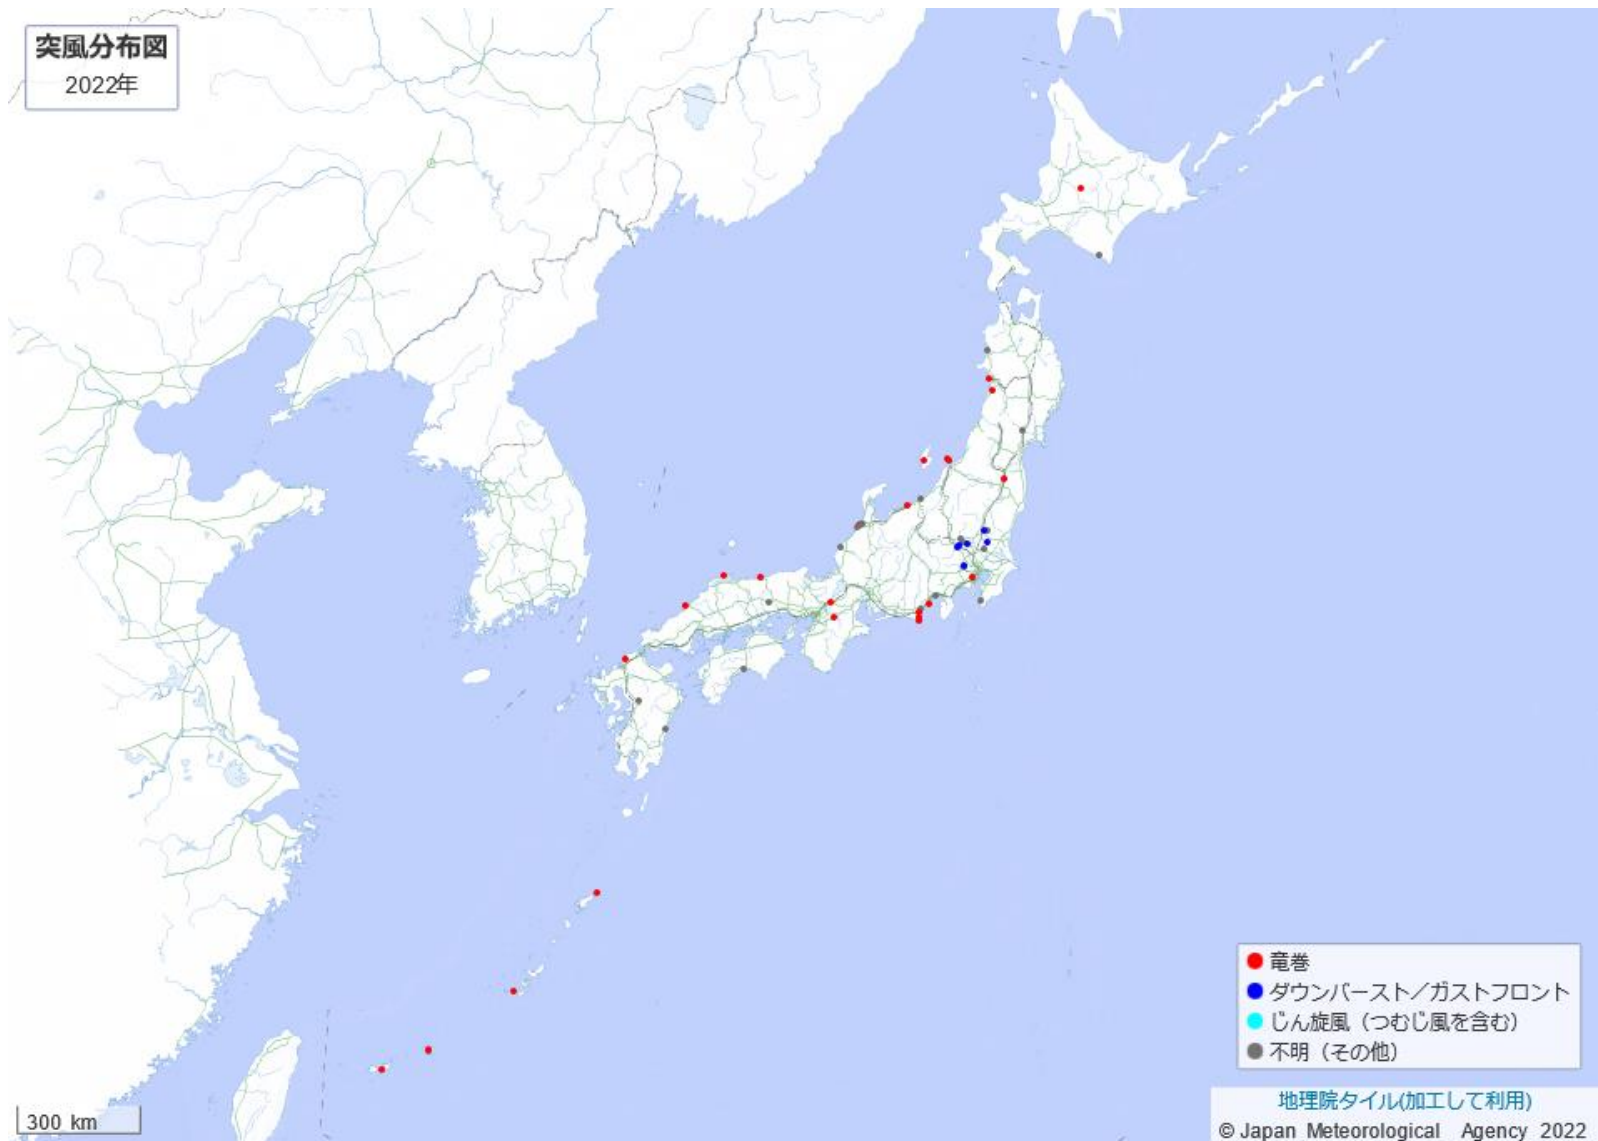 突風分布図
2022年
竜巻
ダウンバースト／ガストフロント
じん旋風（つむじ風を含む）
不明（その他）
300 km
地理院タイル(加工して利用)
© Japan Meteorological Agency 2022